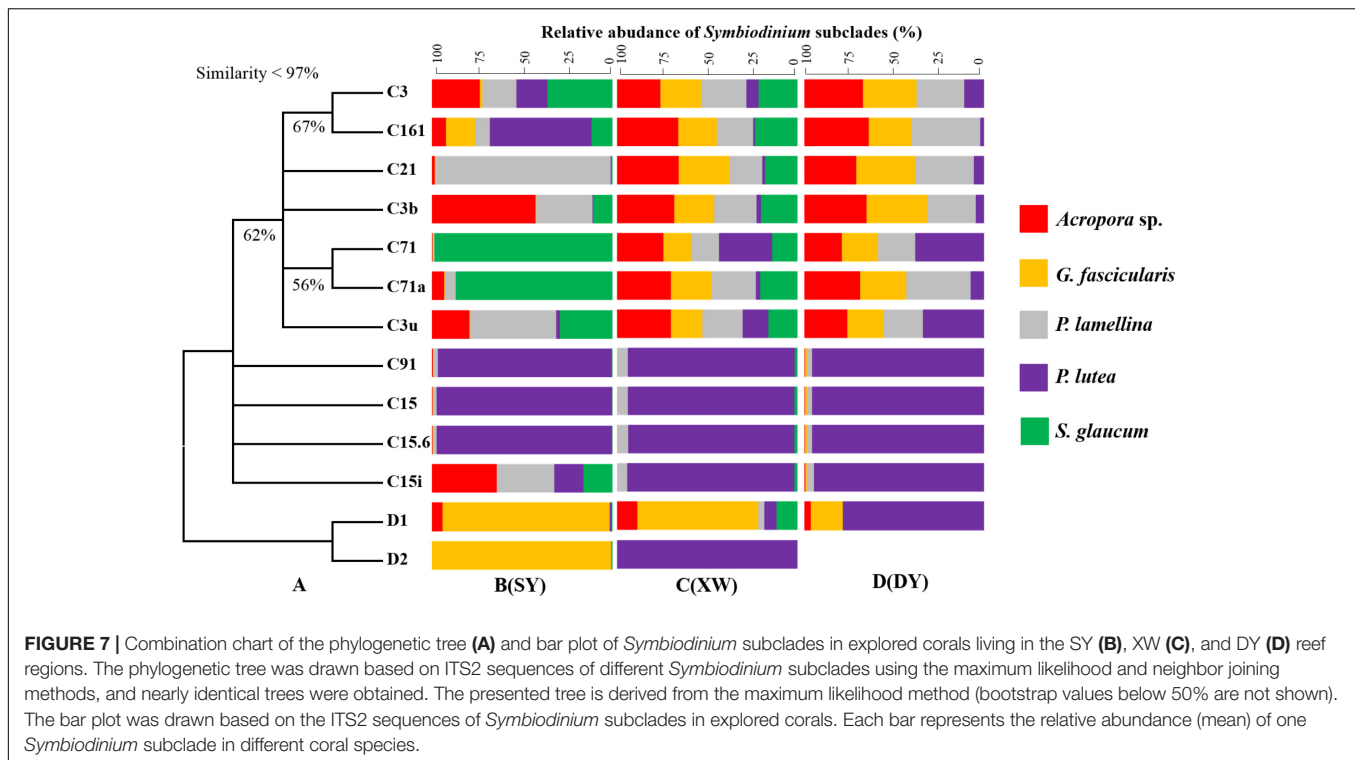 Relative abudance of Symbiodinium subclades (%)
100 75 50 25 0 100 75 50 25 0 100 75 50 25 0
Similarity < 97%
C3
67%
C161
C21
C3b
62%
C71
56%
C71a
C3u
C91
C15
C15.6
C15i
D1
D2
Acropora sp.
G. fascicularis
P. lamellina
P. lutea
S. glaucum
A B(SY) C(XW) D(DY)
FIGURE 7 | Combination chart of the phylogenetic tree (A) and bar plot of Symbiodinium subclades in explored corals living in the SY (B), XW (C), and DY (D) reef
regions. The phylogenetic tree was drawn based on ITS2 sequences of different Symbiodinium subclades using the maximum likelihood and neighbor joining
methods, and nearly identical trees were obtained. The presented tree is derived from the maximum likelihood method (bootstrap values below 50% are not shown).
The bar plot was drawn based on the ITS2 sequences of Symbiodinium subclades in explored corals. Each bar represents the relative abundance (mean) of one
Symbiodinium subclade in different coral species.